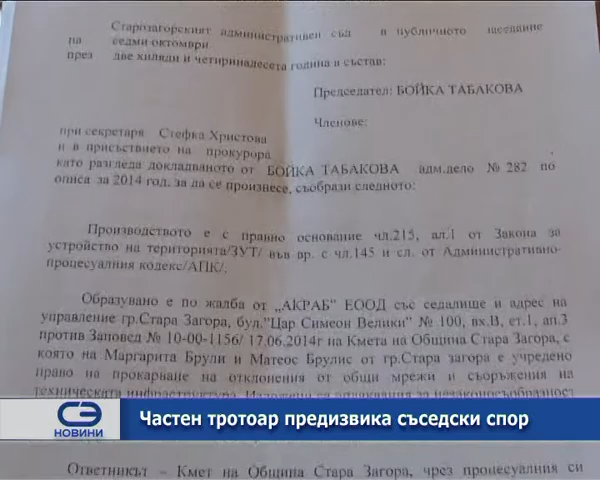 Старозагорският административен съд в публичното заседание
на седми октомври
през две хиляди и четиринадесета година в състав:
Председател: БОЙКА ТАБАКОВА
Членове:
при секретаря Стефка Христова
и в присъствието на прокурора
като разгледа докладваното от БОЙКА ТАБАКОВА адм.дело № 282 по
описа за 2014 год. за да се произнесе, съобрази следното:
Производството е с правно основание чл.215, ал.1 от Закона за
устройство на територията/ЗУТ/ във вр. с чл.145 и сл. от Административно-
процесуалния кодекс/АПК/.
Образувано е по жалба от „АКРАБ" ЕООД със седалище и адрес на
управление гр.Стара Загора, бул."Цар Симеон Велики" № 100, вх.В, ет.1, ап.3
против Заповед № 10-00-1156/ 17.06.2014г на Кмета на Община Стара Загора, с
която на Маргарита Брули и Матеос Брулис от гр.Стара загора е учредено
право на прокарване на отклонения от общи мрежи и съоръжения на
техническата инфраструктура. Изложени са оплаквания за незаконосъобразност
СЭ
НОВИНИ
Частен тротоар предизвика съседски спор
Ответникът – Кмет на Община Стара Загора, чрез процесуалния си